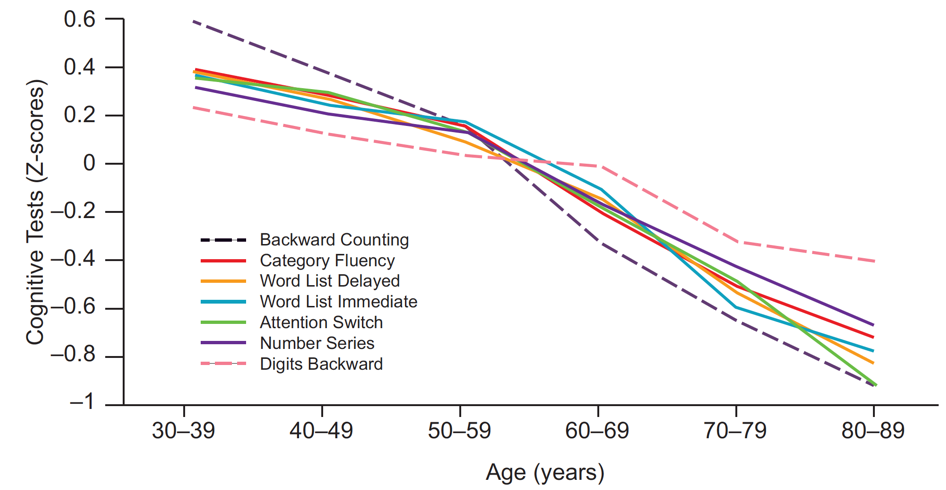 Cognitive Tests (Z-scores)
0.6
0.4
0.2
0
–0.2
–0.4
–0.6
–0.8
–1
Backward Counting
Category Fluency
Word List Delayed
Word List Immediate
Attention Switch
Number Series
Digits Backward
30–39 40–49 50–59 60–69 70–79 80–89
Age (years)